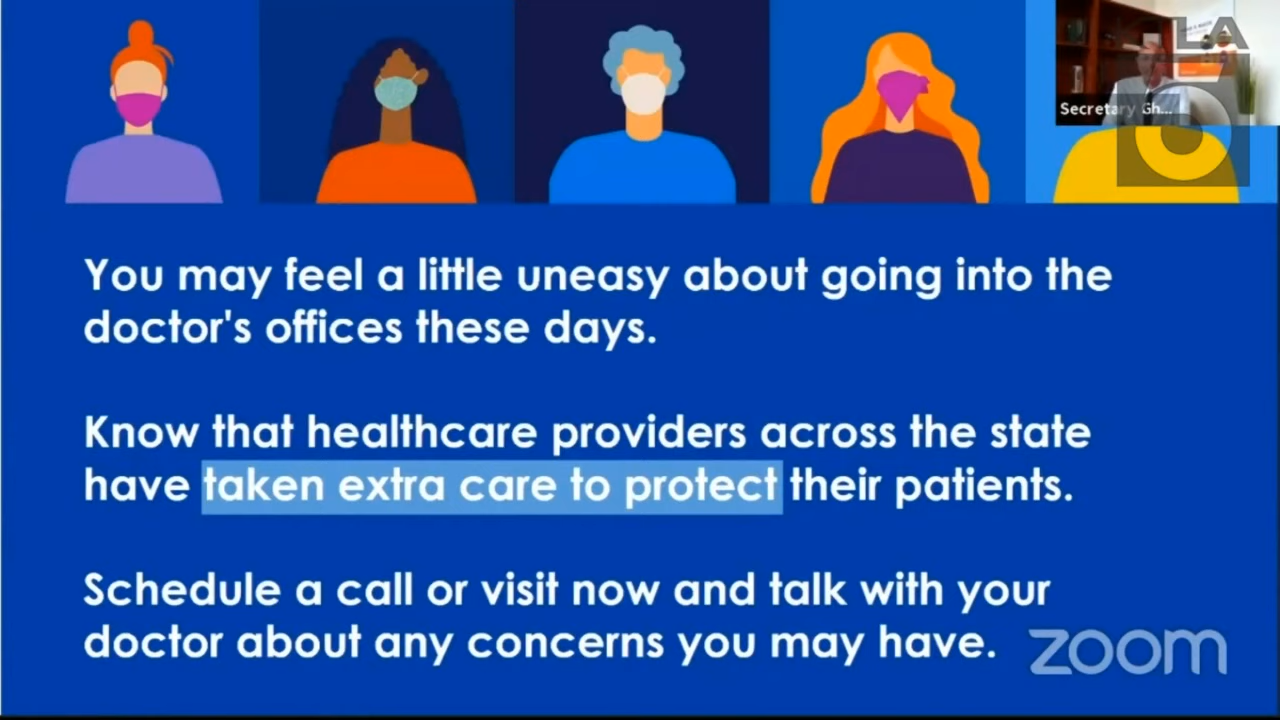 Secretary Gh...
You may feel a little uneasy about going into the
doctor's offices these days.
Know that healthcare providers across the state
have taken extra care to protect their patients.
Schedule a call or visit now and talk with your
doctor about any concerns you may have.
zoom